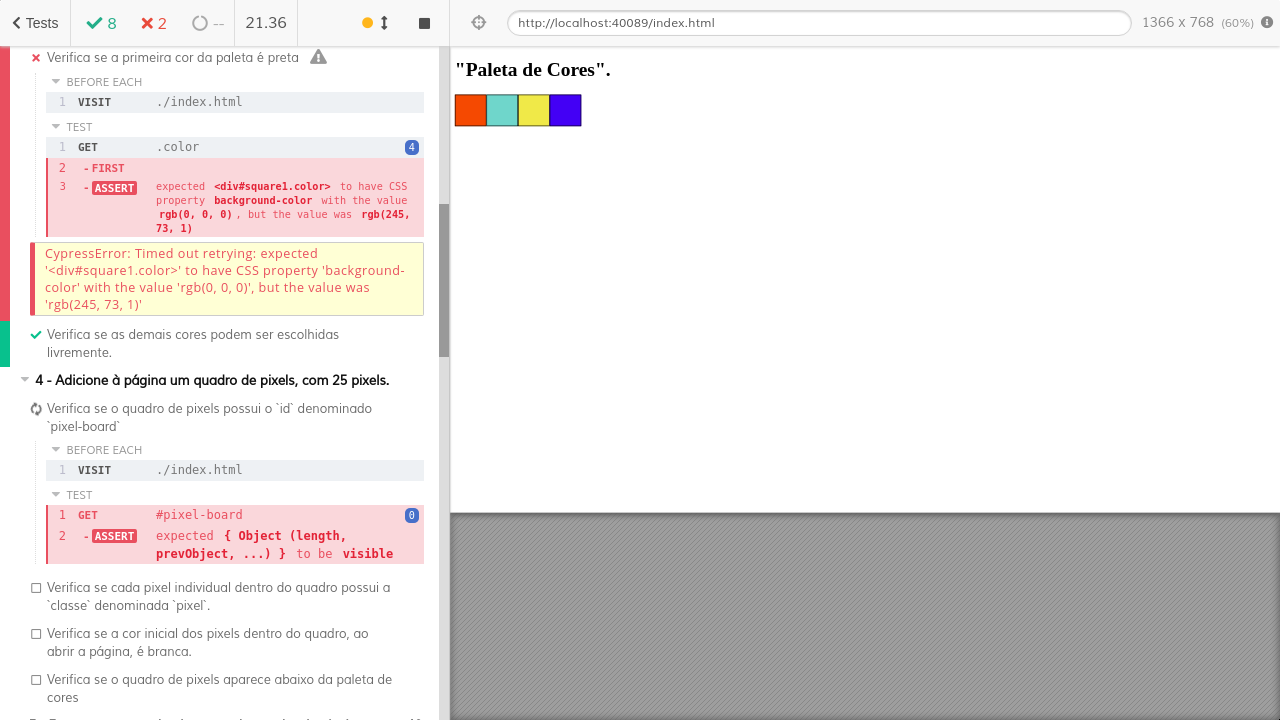 Tests 8 2 -- 21.36
http://localhost:40089/index.html 1366 x 768 (60%)
Verifica se a primeira cor da paleta é preta
BEFORE EACH
1 VISIT ./index.html
TEST
1 GET .color 4
2 - FIRST
3 - ASSERT expected <div#square1.color> to have CSS
property background-color with the value
rgb(0, 0, 0), but the value was rgb(245,
73, 1)
CypressError: Timed out retrying: expected
'<div#square1.color>' to have CSS property 'background-
color' with the value 'rgb(0, 0, 0)', but the value was
'rgb(245, 73, 1)'
Verifica se as demais cores podem ser escolhidas
livremente.
4 - Adicione à página um quadro de pixels, com 25 pixels.
Verifica se o quadro de pixels possui o `id` denominado
`pixel-board`
BEFORE EACH
1 VISIT ./index.html
TEST
1 GET #pixel-board 0
2 - ASSERT expected { Object (length,
prevObject, ...) } to be visible
Verifica se cada pixel individual dentro do quadro possui a
`classe` denominada `pixel`.
Verifica se a cor inicial dos pixels dentro do quadro, ao
abrir a página, é branca.
Verifica se o quadro de pixels aparece abaixo da paleta de
cores
"Paleta de Cores".